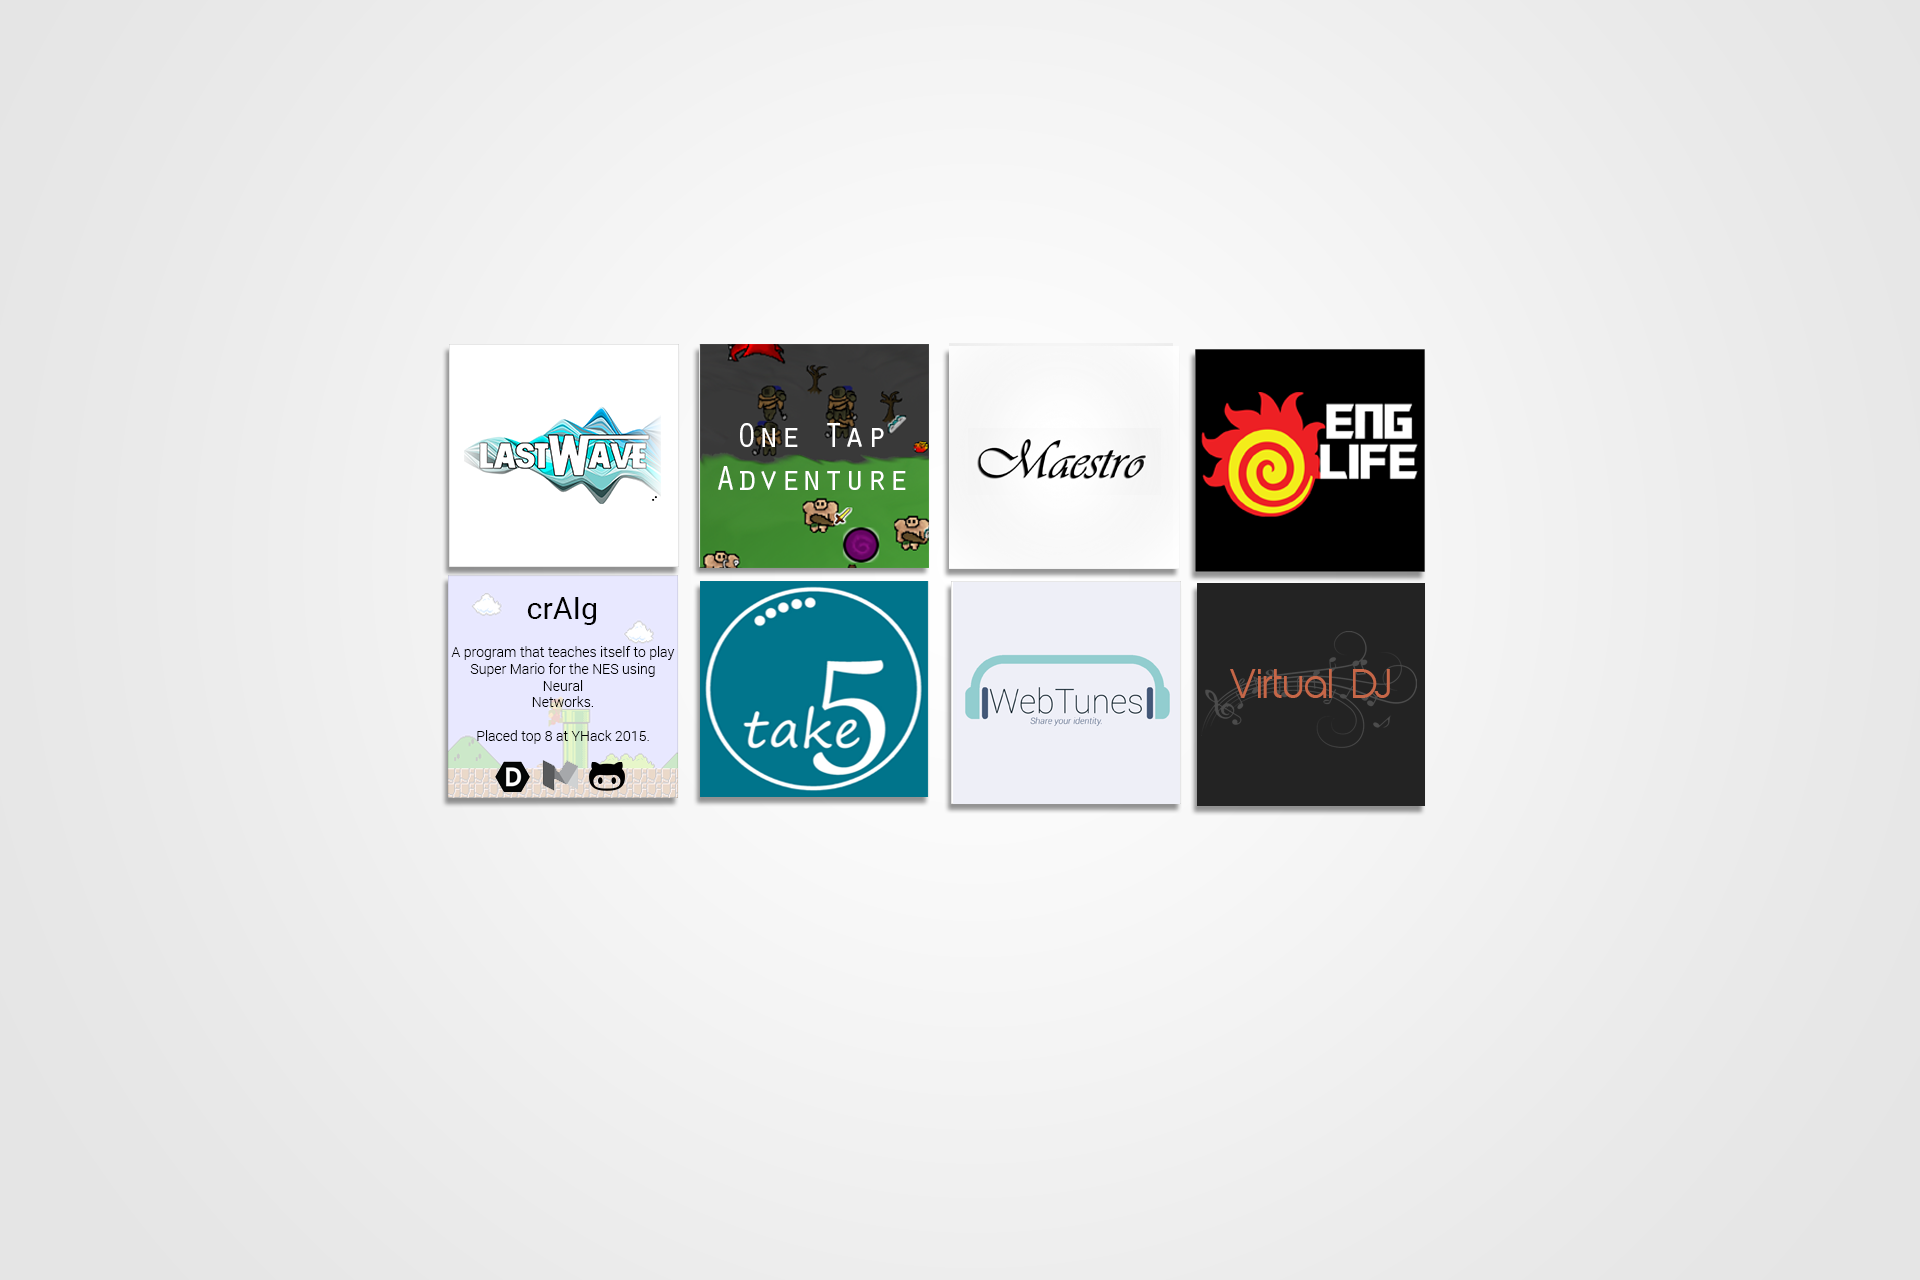 LASTWAVE
ONE TAP
ADVENTURE
Maestro
ENG
LIFE
crAIg
A program that teaches itself to play
Super Mario for the NES using
Neural
Networks.
Placed top 8 at YHack 2015.
D
take5
WebTunes
Share your identity.
Virtual DJ